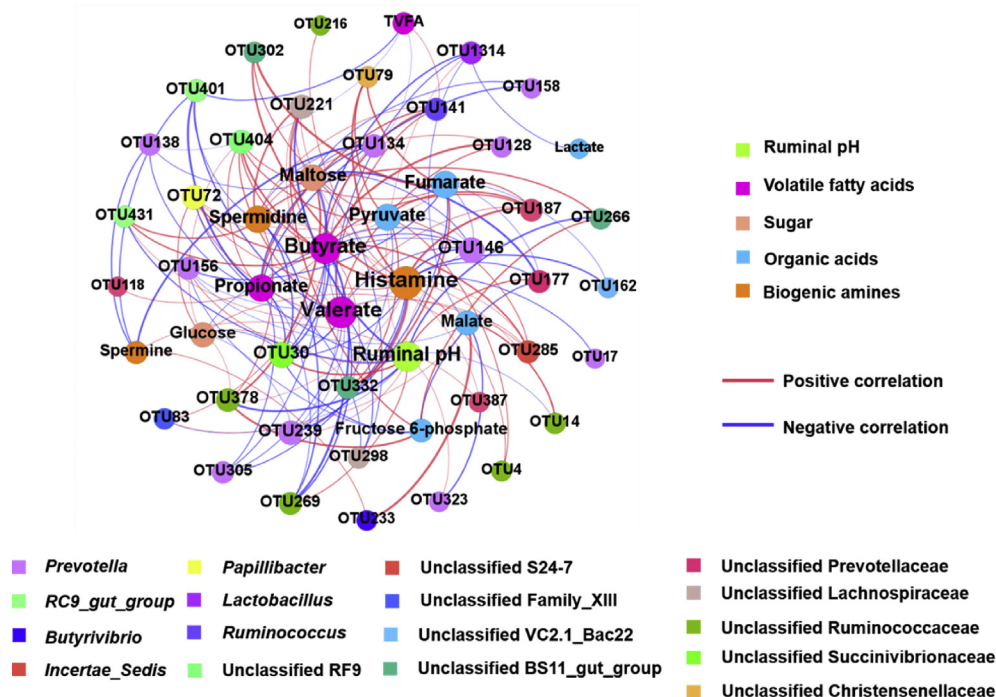 OTU216
TVFA
OTU302
OTU1314
OTU79
OTU158
OTU401
OTU221
OTU141
OTU138
OTU404
OTU134
OTU128
Lactate
Maltose
Fumarate
OTU72
OTU187
OTU431
Spermidine
Pyruvate
OTU266
Butyrate
OTU146
OTU156
Histamine
OTU177
OTU118
Propionate
OTU162
Valerate
Glucose
Malate
Spermine
OTU30
Ruminal pH
OTU285
OTU17
OTU332
OTU378
OTU387
OTU83
OTU14
OTU239
Fructose 6-phosphate
OTU298
OTU305
OTU4
OTU269
OTU323
OTU233
Ruminal pH
Volatile fatty acids
Sugar
Organic acids
Biogenic amines
Positive correlation
Negative correlation
Prevotella
RC9_gut_group
Butyrivibrio
Incertae_Sedis
Papillibacter
Lactobacillus
Ruminococcus
Unclassified RF9
Unclassified S24-7
Unclassified Family_XIII
Unclassified VC2.1_Bac22
Unclassified BS11_gut_group
Unclassified Prevotellaceae
Unclassified Lachnospiraceae
Unclassified Ruminococcaceae
Unclassified Succinivibrionaceae
Unclassified Christensenellaceae